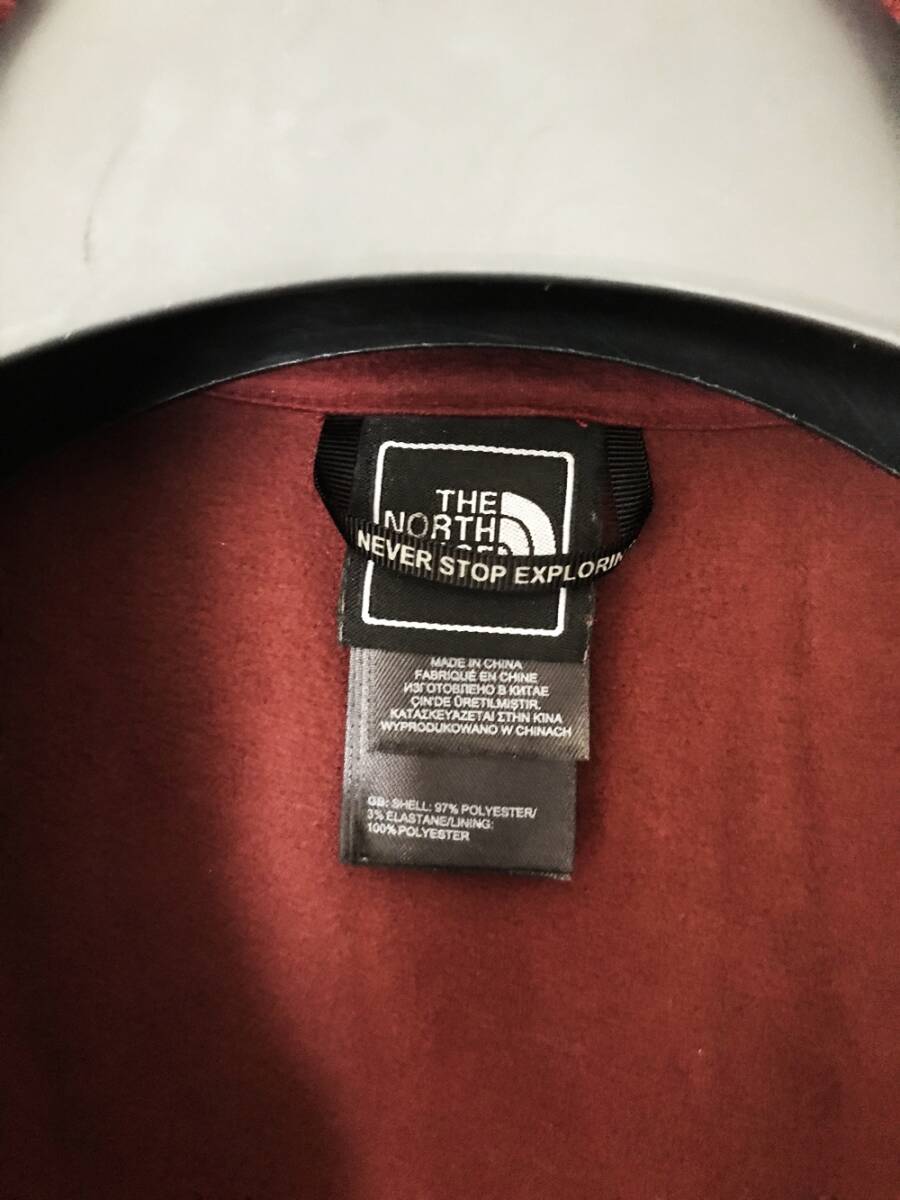 THE
NORTH
NEVER STOP EXPLORIN
MADE IN CHINA
FABRIQUÉ EN CHINE
ИЗГОТОВЛЕНО В КИТАЕ
ÇIN'DE ÜRETILMIŞTIR.
ΚΑΤΑΣΚΕΥΑΖΕΤΑΙ ΣΤΗΝ ΚΙΝΑ
WYPRODUKOWANO W CHINACH
GB: SHELL: 97% POLYESTER/
3% ELASTANE/LINING:
100% POLYESTER